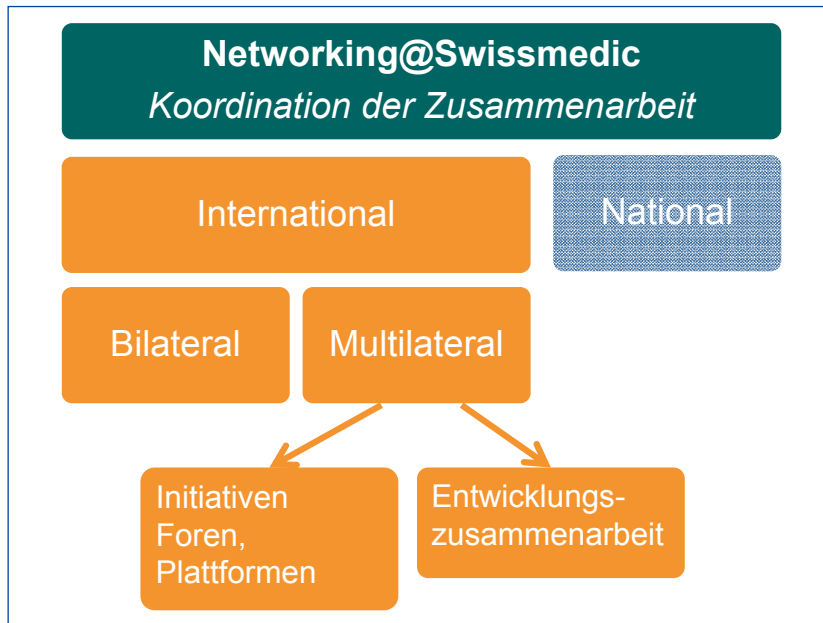 Networking@Swissmedic
Koordination der Zusammenarbeit
International
National
Bilateral
Multilateral
Initiativen
Foren,
Plattformen
Entwicklungs-
zusammenarbeit